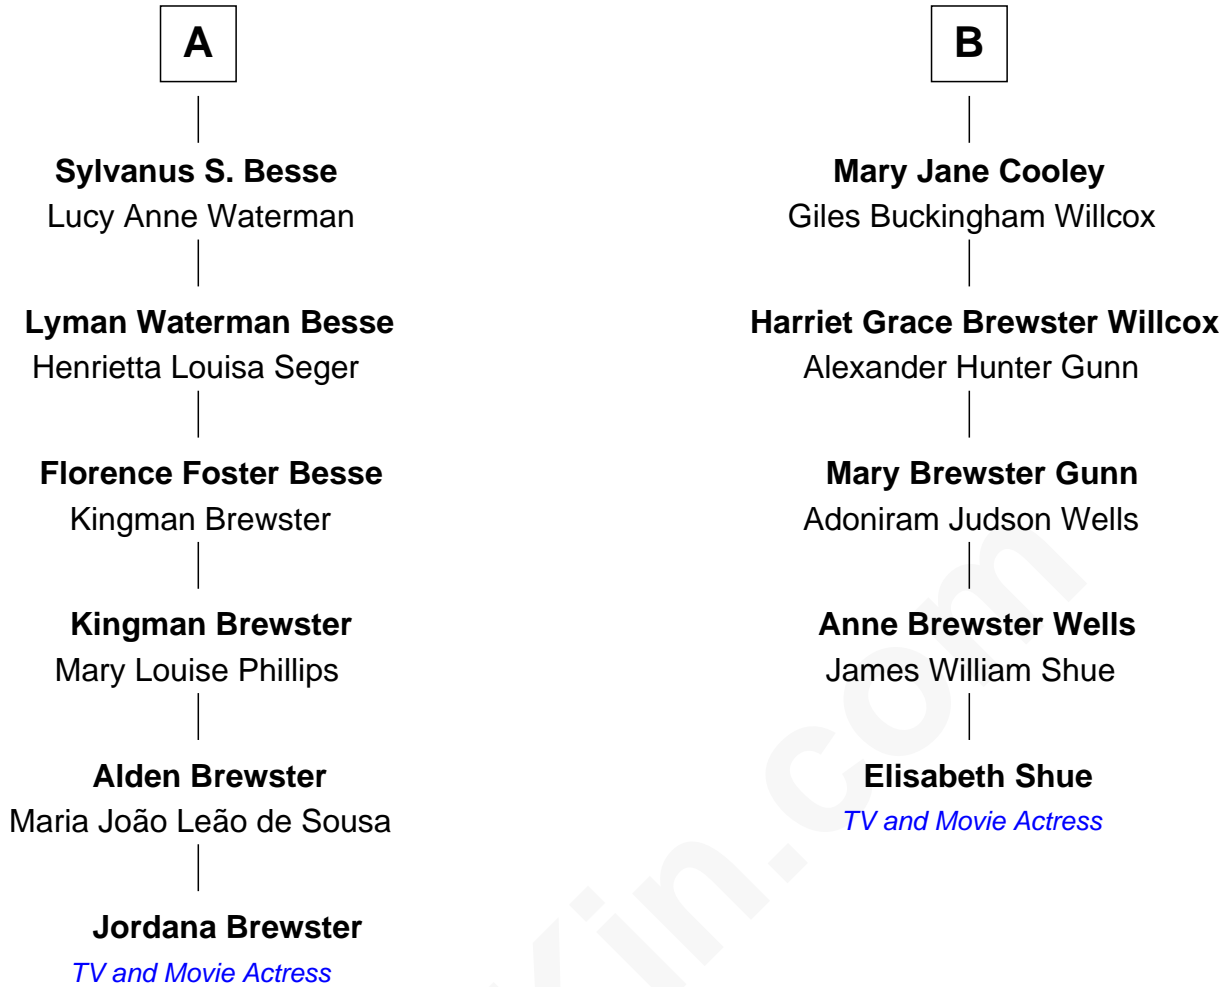 A
Sylvanus S. Besse
Lucy Anne Waterman
Lyman Waterman Besse
Henrietta Louisa Seger
Florence Foster Besse
Kingman Brewster
Kingman Brewster
Mary Louise Phillips
Alden Brewster
Maria João Leão de Sousa
Jordana Brewster
TV and Movie Actress
B
Mary Jane Cooley
Giles Buckingham Willcox
Harriet Grace Brewster Willcox
Alexander Hunter Gunn
Mary Brewster Gunn
Adoniram Judson Wells
Anne Brewster Wells
James William Shue
Elisabeth Shue
TV and Movie Actress
Kin.com